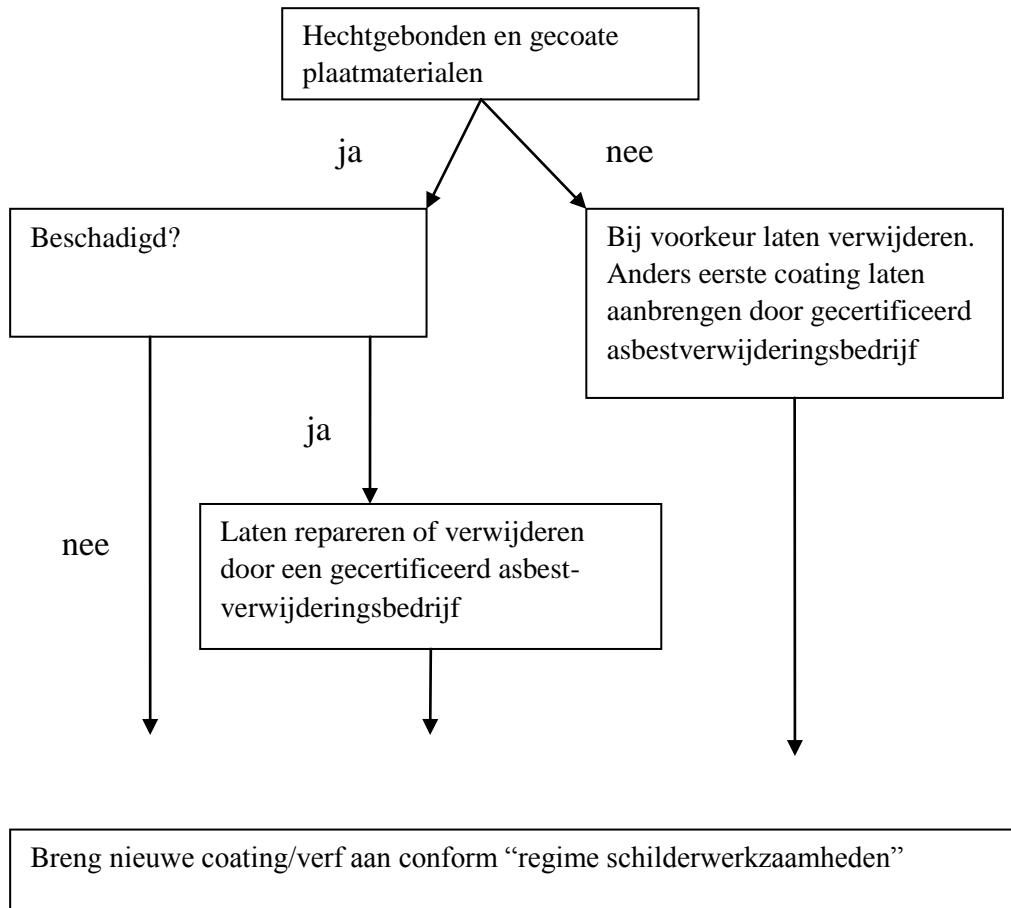 Hechtgebonden en gecoate
plaatmaterialen
ja
nee
Beschadigd?
Bij voorkeur laten verwijderen.
Anders eerste coating laten
aanbrengen door gecertificeerd
asbestverwijderingsbedrijf
ja
nee
Laten repareren of verwijderen
door een gecertificeerd asbest-
verwijderingsbedrijf
Breng nieuwe coating/verf aan conform “regime schilderwerkzaamheden”